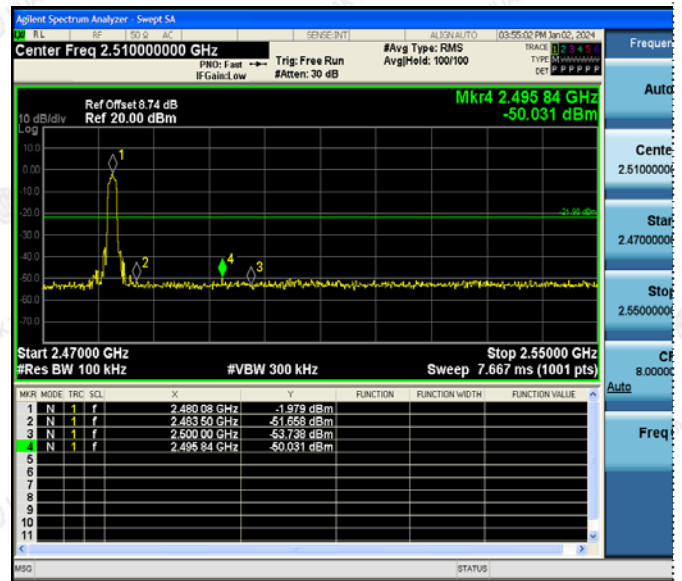 Agilent Spectrum Analyzer - Swept SA
RL RF 50 Ω AC SENSE:INT ALIGN AUTO 03:55:02 PM Jan 02, 2024
Center Freq 2.510000000 GHz #Avg Type: RMS TRACE 1 2 3 4 5 6
PNO: Fast Trig: Free Run Avg|Hold: 100/100 TYPE M
IFGain:Low #Atten: 30 dB DET P P P P P P
Mkr4 2.495 84 GHz
-50.031 dBm
Ref Offset 8.74 dB
10 dB/div Ref 20.00 dBm
Log
10.0
0.00
-10.0
-20.0
-30.0
-40.0
-50.0
-60.0
-70.0
1
2
4
3
-21.98 dBm
Start 2.47000 GHz Stop 2.55000 GHz
#Res BW 100 kHz #VBW 300 kHz Sweep 7.667 ms (1001 pts)
MKR MODE TRC SCL X Y FUNCTION FUNCTION WIDTH FUNCTION VALUE
1 N 1 f 2.480 08 GHz -1.979 dBm
2 N 1 f 2.483 50 GHz -51.658 dBm
3 N 1 f 2.500 00 GHz -53.738 dBm
4 N 1 f 2.495 84 GHz -50.031 dBm
5
6
7
8
9
10
11
MSG STATUS
Frequen
Auto
Cente
2.5100000
Star
2.4700000
Stop
2.5500000
CF
8.00000
Auto
Freq